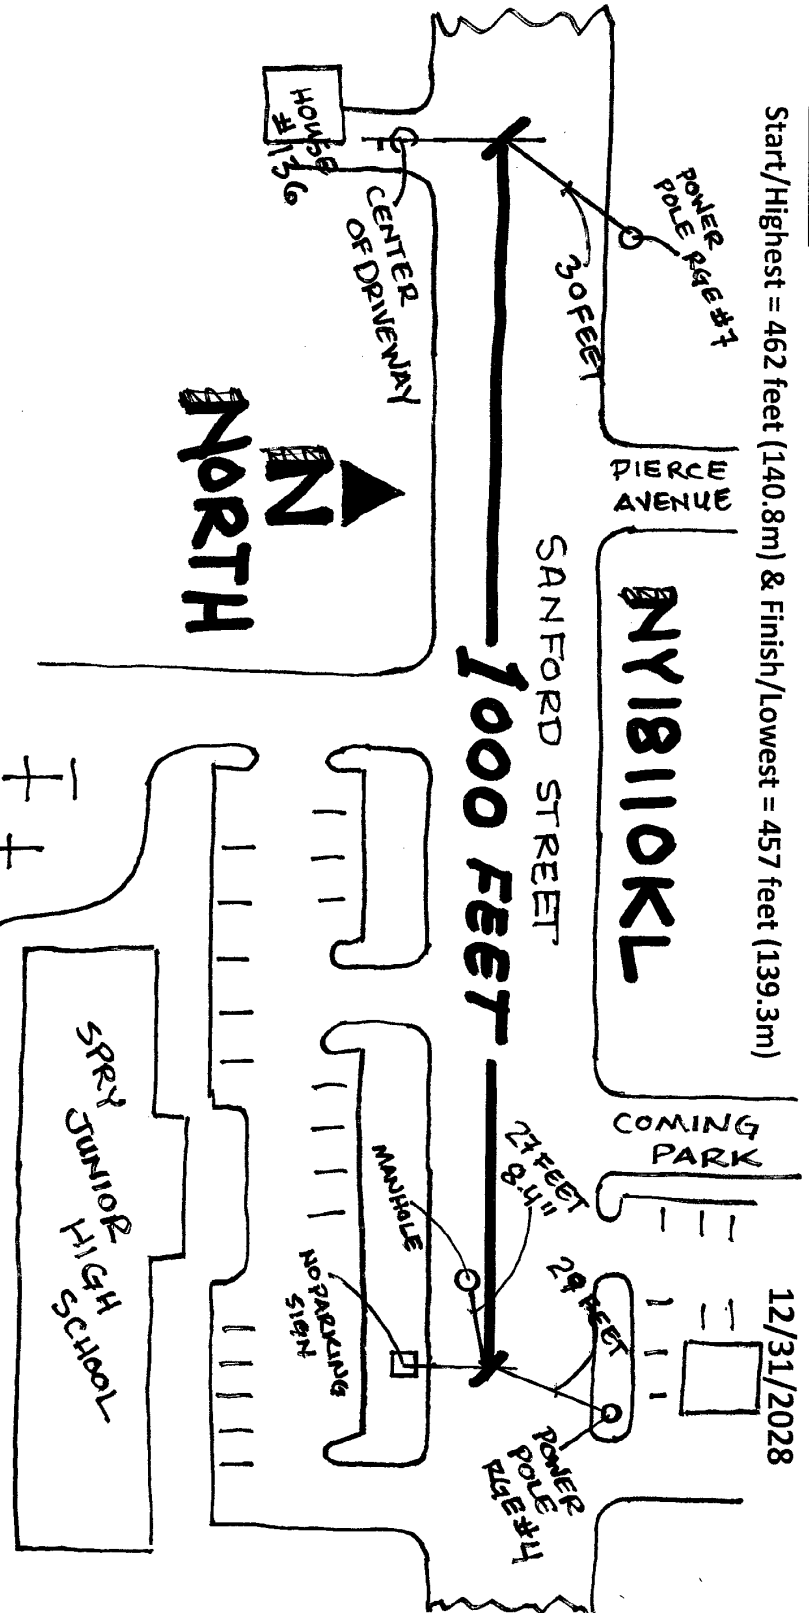 Start/Highest = 462 feet (140.8m) & Finish/Lowest = 457 feet (139.3m)
12/31/2028
POWER
POLE RGE#7
30 FEET
PIERCE
AVENUE
NY18110KL
COMING
PARK
SANFORD STREET
1000 FEET
HOUSE
#136
CENTER
OF DRIVEWAY
N
NORTH
27 FEET
8.4"
29 FEET
MANHOLE
NO PARKING
SIGN
POWER
POLE
RGE#4
SPRY
JUNIOR
HIGH
SCHOOL